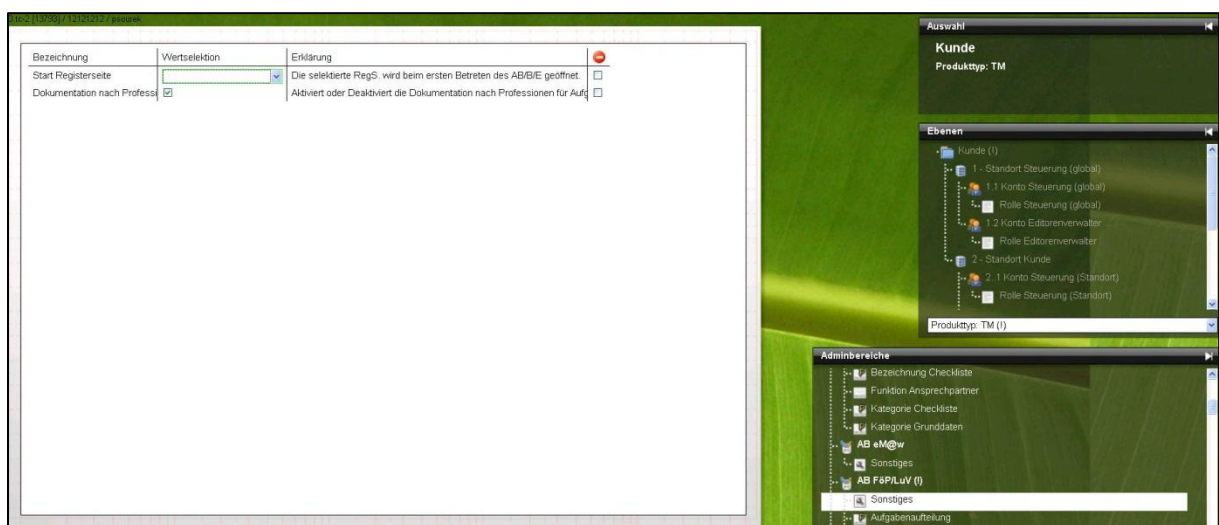 [13793] / 12121212 / psourek
Bezeichnung Wertselektion Erklärung
Start Registerseite Die selektierte RegS. wird beim ersten Betreten des AB/B/E geöffnet.
Dokumentation nach Professi Aktiviert oder Deaktiviert die Dokumentation nach Professionen für Aufg
Auswahl
Kunde
Produkttyp: TM
Ebenen
Kunde (!)
1 - Standort Steuerung (global)
1.1 Konto Steuerung (global)
Rolle Steuerung (global)
1.2 Konto Editorenverwalter
Rolle Editorenverwalter
2 - Standort Kunde
2.1 Konto Steuerung (Standort)
Rolle Steuerung (Standort)
Produkttyp: TM (!)
Adminbereiche
Bezeichnung Checkliste
Funktion Ansprechpartner
Kategorie Checkliste
Kategorie Grunddaten
AB eM@w
Sonstiges
AB FöP/LuV (!)
Sonstiges
Aufgabenaufteilung